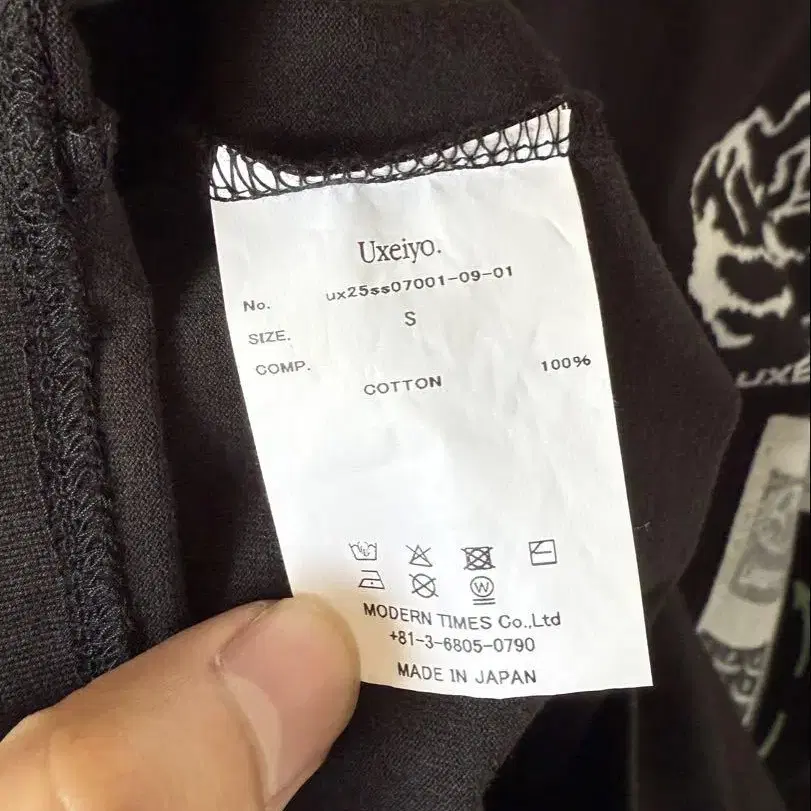 Uxeiyo.
No. ux25ss07001-09-01
SIZE. S
COMP.
COTTON 100%
W
MODERN TIMES Co.,Ltd
+81-3-6805-0790
MADE IN JAPAN